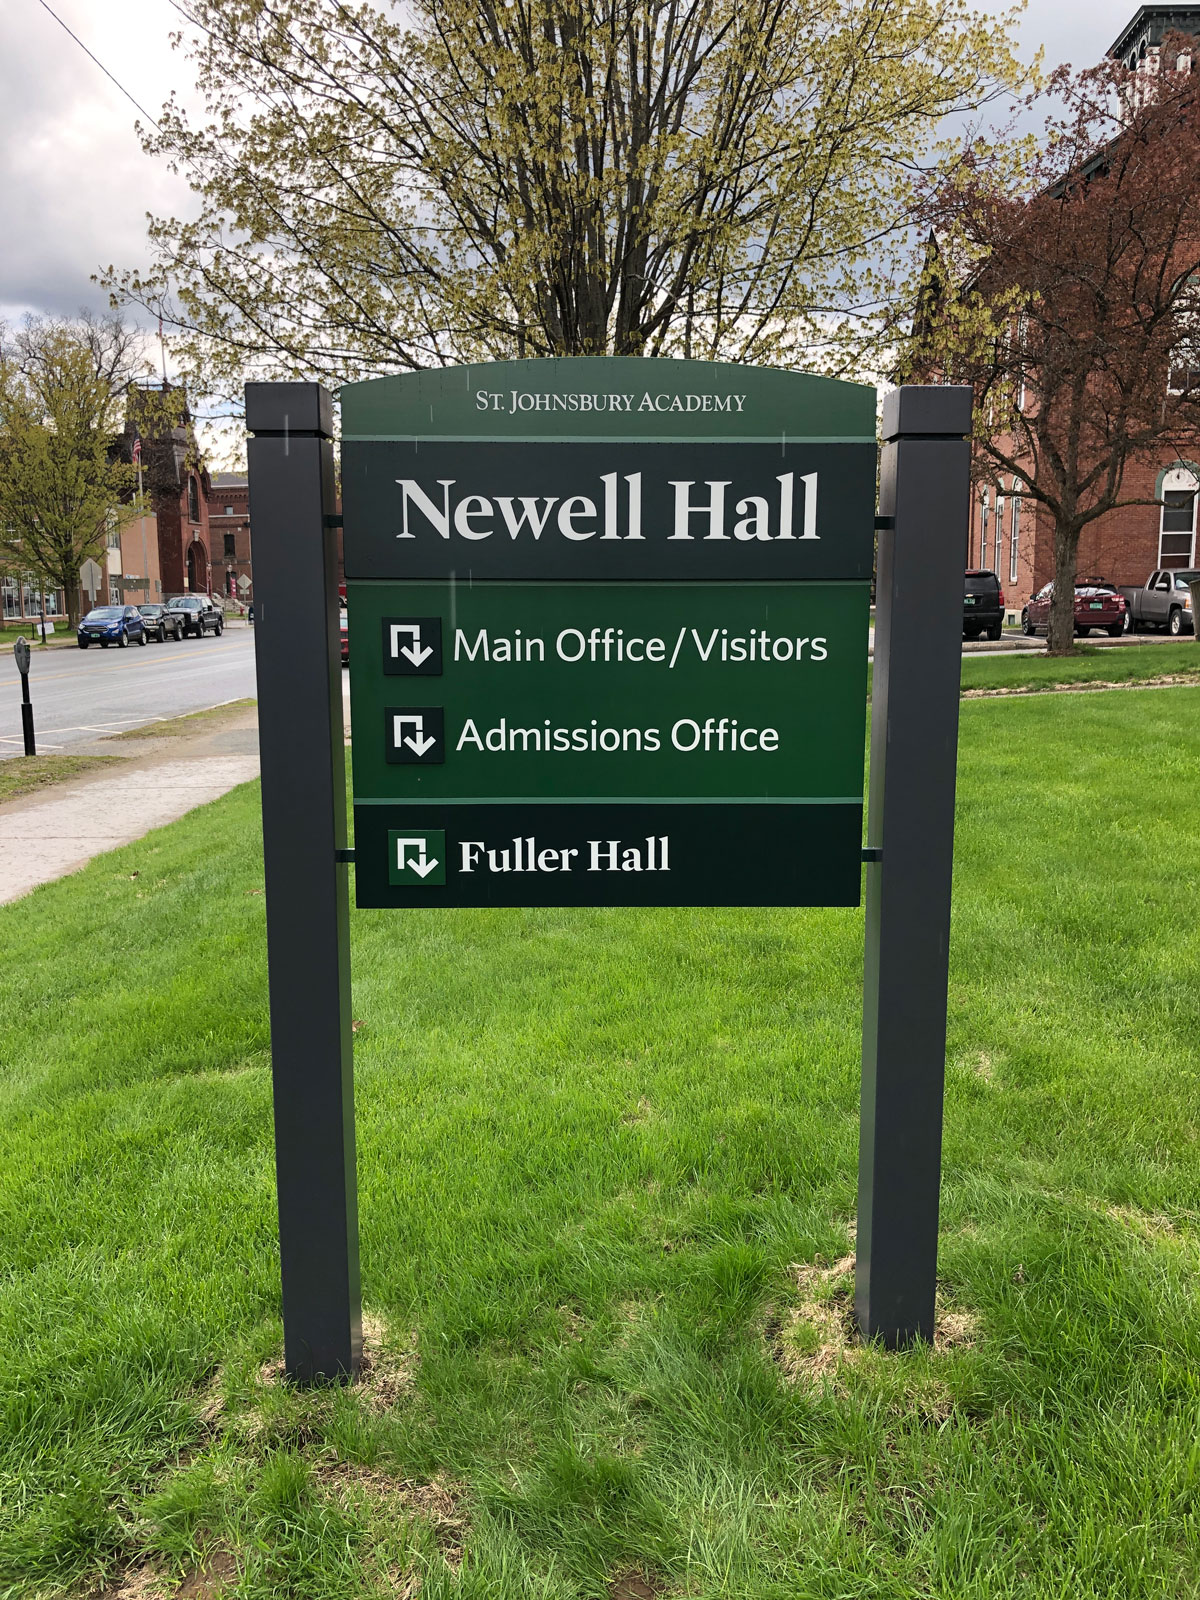 St. Johnsbury Academy
Newell Hall
Main Office/Visitors
Admissions Office
Fuller Hall